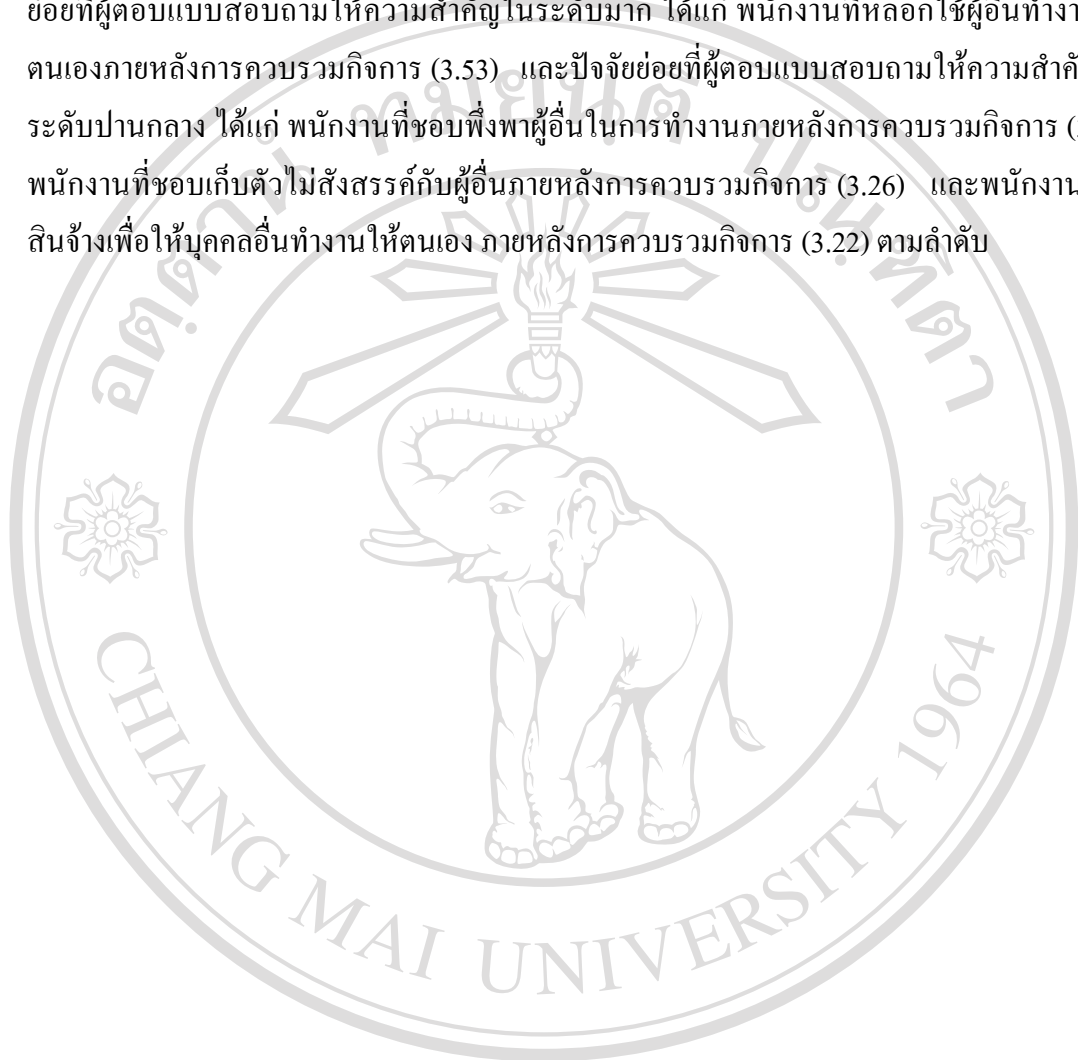 ย่อยที่ผู้ตอบแบบสอบถามให้ความสำคัญในระดับมาก ได้แก่ พนักงานที่หลอกใช้ผู้อื่นทำงา
ตนเองภายหลังการควบรวมกิจการ (3.53) และปัจจัยย่อยที่ผู้ตอบแบบสอบถามให้ความสำคั
ระดับปานกลาง ได้แก่ พนักงานที่ชอบพึ่งพาผู้อื่นในการทำงานภายหลังการควบรวมกิจการ (
พนักงานที่ชอบเก็บตัวไม่สังสรรค์กับผู้อื่นภายหลังการควบรวมกิจการ (3.26) และพนักงาน
สินจ้างเพื่อให้บุคคลอื่นทำงานให้ตนเอง ภายหลังการควบรวมกิจการ (3.22) ตามลำดับ
อตฺตานํ ทมยนฺติ ปณฺฑิตา
CHIANG MAI UNIVERSITY 1964